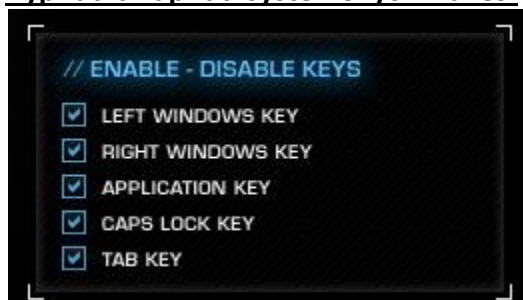 // ENABLE - DISABLE KEYS
LEFT WINDOWS KEY
RIGHT WINDOWS KEY
APPLICATION KEY
CAPS LOCK KEY
TAB KEY